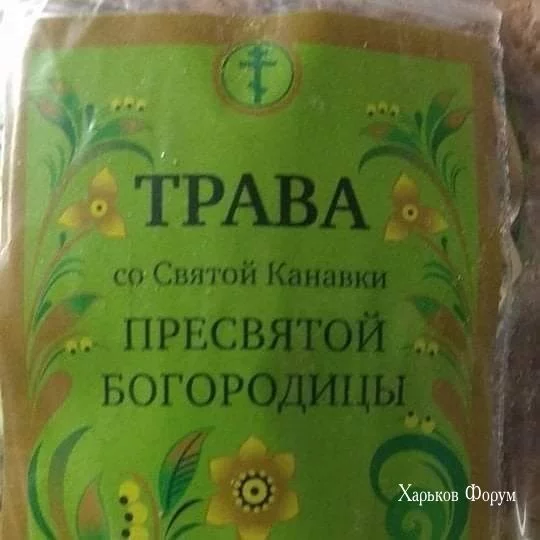 ТРАВА
со Святой Канавки
ПРЕСВЯТОЙ
БОГОРОДИЦЫ
Харьков Форум